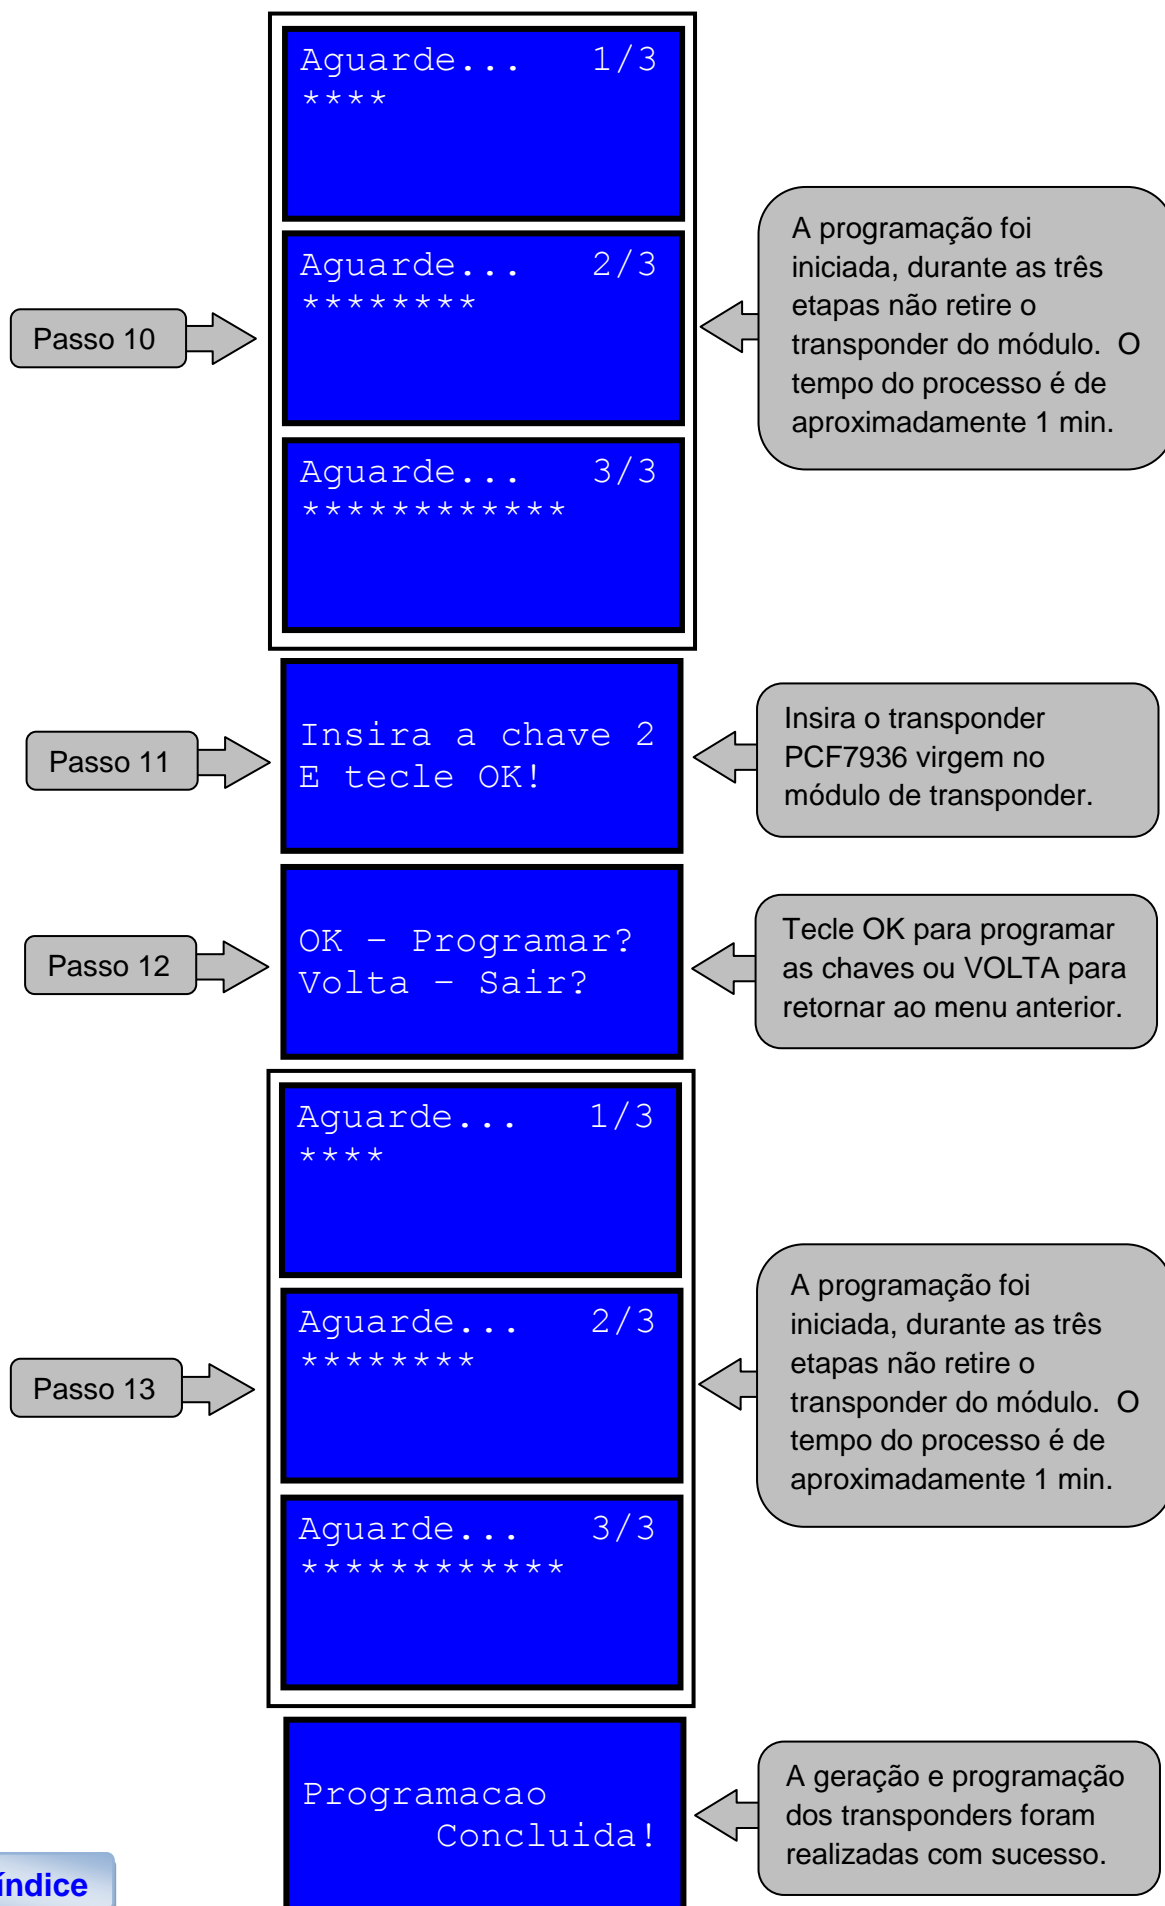 Aguarde... 1/3
****
Aguarde... 2/3
********
Aguarde... 3/3
************
Passo 10
A programação foi
iniciada, durante as três
etapas não retire o
transponder do módulo. O
tempo do processo é de
aproximadamente 1 min.
Passo 11
Insira a chave 2
E tecle OK!
Insira o transponder
PCF7936 virgem no
módulo de transponder.
Passo 12
OK – Programar?
Volta – Sair?
Tecle OK para programar
as chaves ou VOLTA para
retornar ao menu anterior.
Aguarde... 1/3
****
Aguarde... 2/3
********
Aguarde... 3/3
************
Passo 13
A programação foi
iniciada, durante as três
etapas não retire o
transponder do módulo. O
tempo do processo é de
aproximadamente 1 min.
Programacao
Concluida!
A geração e programação
dos transponders foram
realizadas com sucesso.
índice